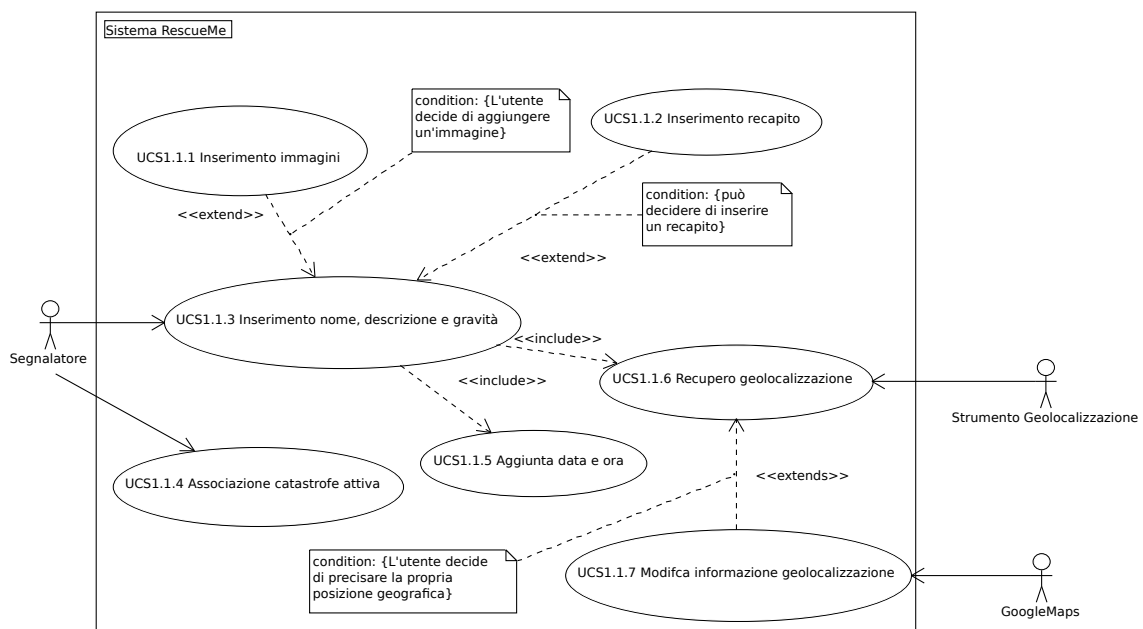 Sistema RescueMe
condition: {L'utente
decide di aggiungere
un'immagine}
UCS1.1.2 Inserimento recapito
UCS1.1.1 Inserimento immagini
condition: {può
decidere di inserire
un recapito}
<<extend>>
<<extend>>
UCS1.1.3 Inserimento nome, descrizione e gravità
<<include>>
Segnalatore
<<include>>
UCS1.1.6 Recupero geolocalizzazione
Strumento Geolocalizzazione
UCS1.1.5 Aggiunta data e ora
UCS1.1.4 Associazione catastrofe attiva
<<extends>>
condition: {L'utente decide
di precisare la propria
posizione geografica}
UCS1.1.7 Modifca informazione geolocalizzazione
GoogleMaps